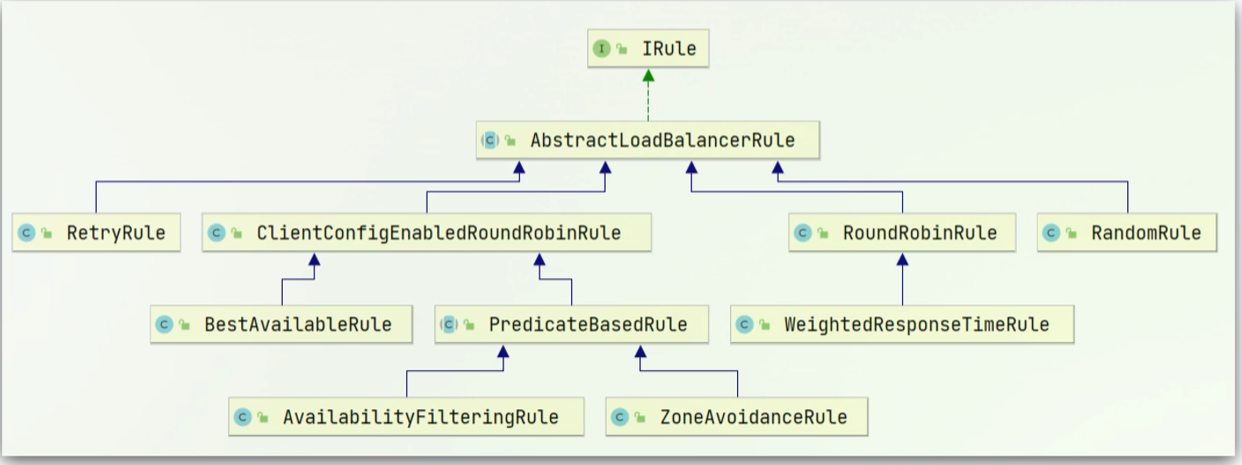 I IRule
C AbstractLoadBalancerRule
C RetryRule C ClientConfigEnabledRoundRobinRule C RoundRobinRule C RandomRule
C BestAvailableRule C PredicateBasedRule C WeightedResponseTimeRule
C AvailabilityFilteringRule C ZoneAvoidanceRule